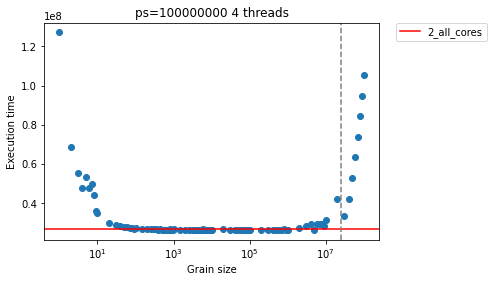 ps=100000000 4 threads
1e8
2_all_cores
1.2
1.0
0.8
0.6
0.4
Execution time
10^1 10^3 10^5 10^7
Grain size